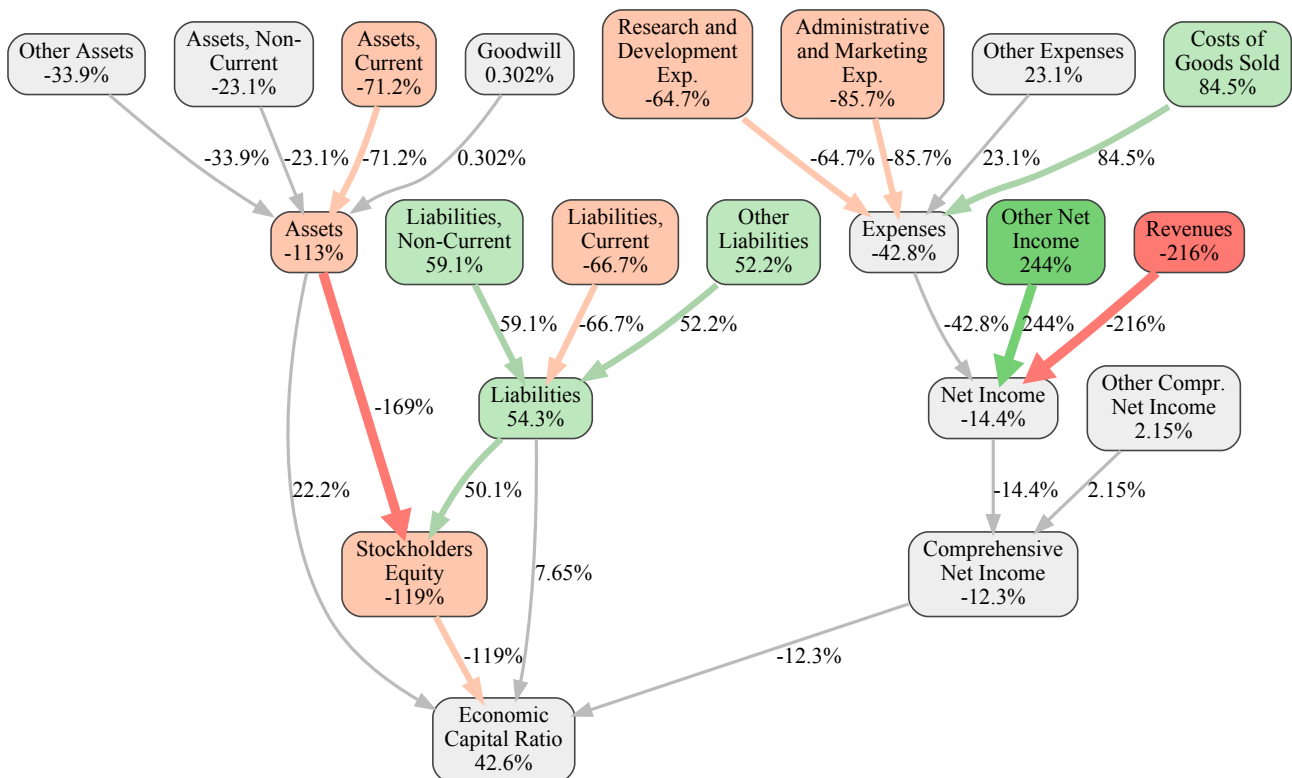 Other Assets
-33.9%
Assets, Non-
Current
-23.1%
Assets,
Current
-71.2%
Goodwill
0.302%
Research and
Development
Exp.
-64.7%
Administrative
and Marketing
Exp.
-85.7%
Other Expenses
23.1%
Costs of
Goods Sold
84.5%
-33.9%
-23.1%
-71.2%
0.302%
-64.7%
-85.7%
23.1%
84.5%
Assets
-113%
Liabilities,
Non-Current
59.1%
Liabilities,
Current
-66.7%
Other
Liabilities
52.2%
Expenses
-42.8%
Other Net
Income
244%
Revenues
-216%
59.1%
-66.7%
52.2%
-42.8%
244%
-216%
-169%
Liabilities
54.3%
Net Income
-14.4%
Other Compr.
Net Income
2.15%
22.2%
50.1%
-14.4%
2.15%
Stockholders
Equity
-119%
7.65%
Comprehensive
Net Income
-12.3%
-119%
-12.3%
Economic
Capital Ratio
42.6%